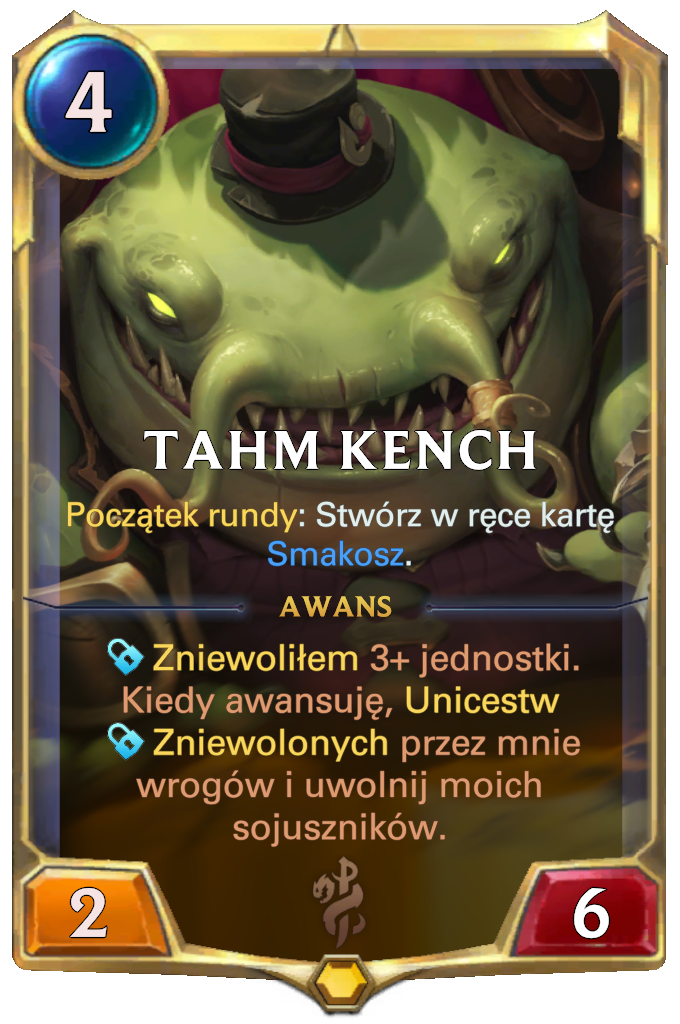 4
TAHM KENCH
Początek rundy: Stwórz w ręce kartę
Smakosz.
AWANS
Zniewoliłem 3+ jednostki.
Kiedy awansuję, Unicestw
Zniewolonych przez mnie
wrogów i uwolnij moich
sojuszników.
2
6